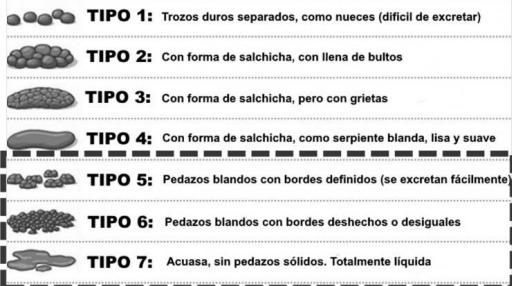 TIPO 1: Trozos duros separados, como nueces (dificil de excretar)
TIPO 2: Con forma de salchicha, con llena de bultos
TIPO 3: Con forma de salchicha, pero con grietas
TIPO 4: Con forma de salchicha, como serpiente blanda, lisa y suave
TIPO 5: Pedazos blandos con bordes definidos (se excretan fácilmente)
TIPO 6: Pedazos blandos con bordes deshechos o desiguales
TIPO 7: Acuasa, sin pedazos sólidos. Totalmente líquida